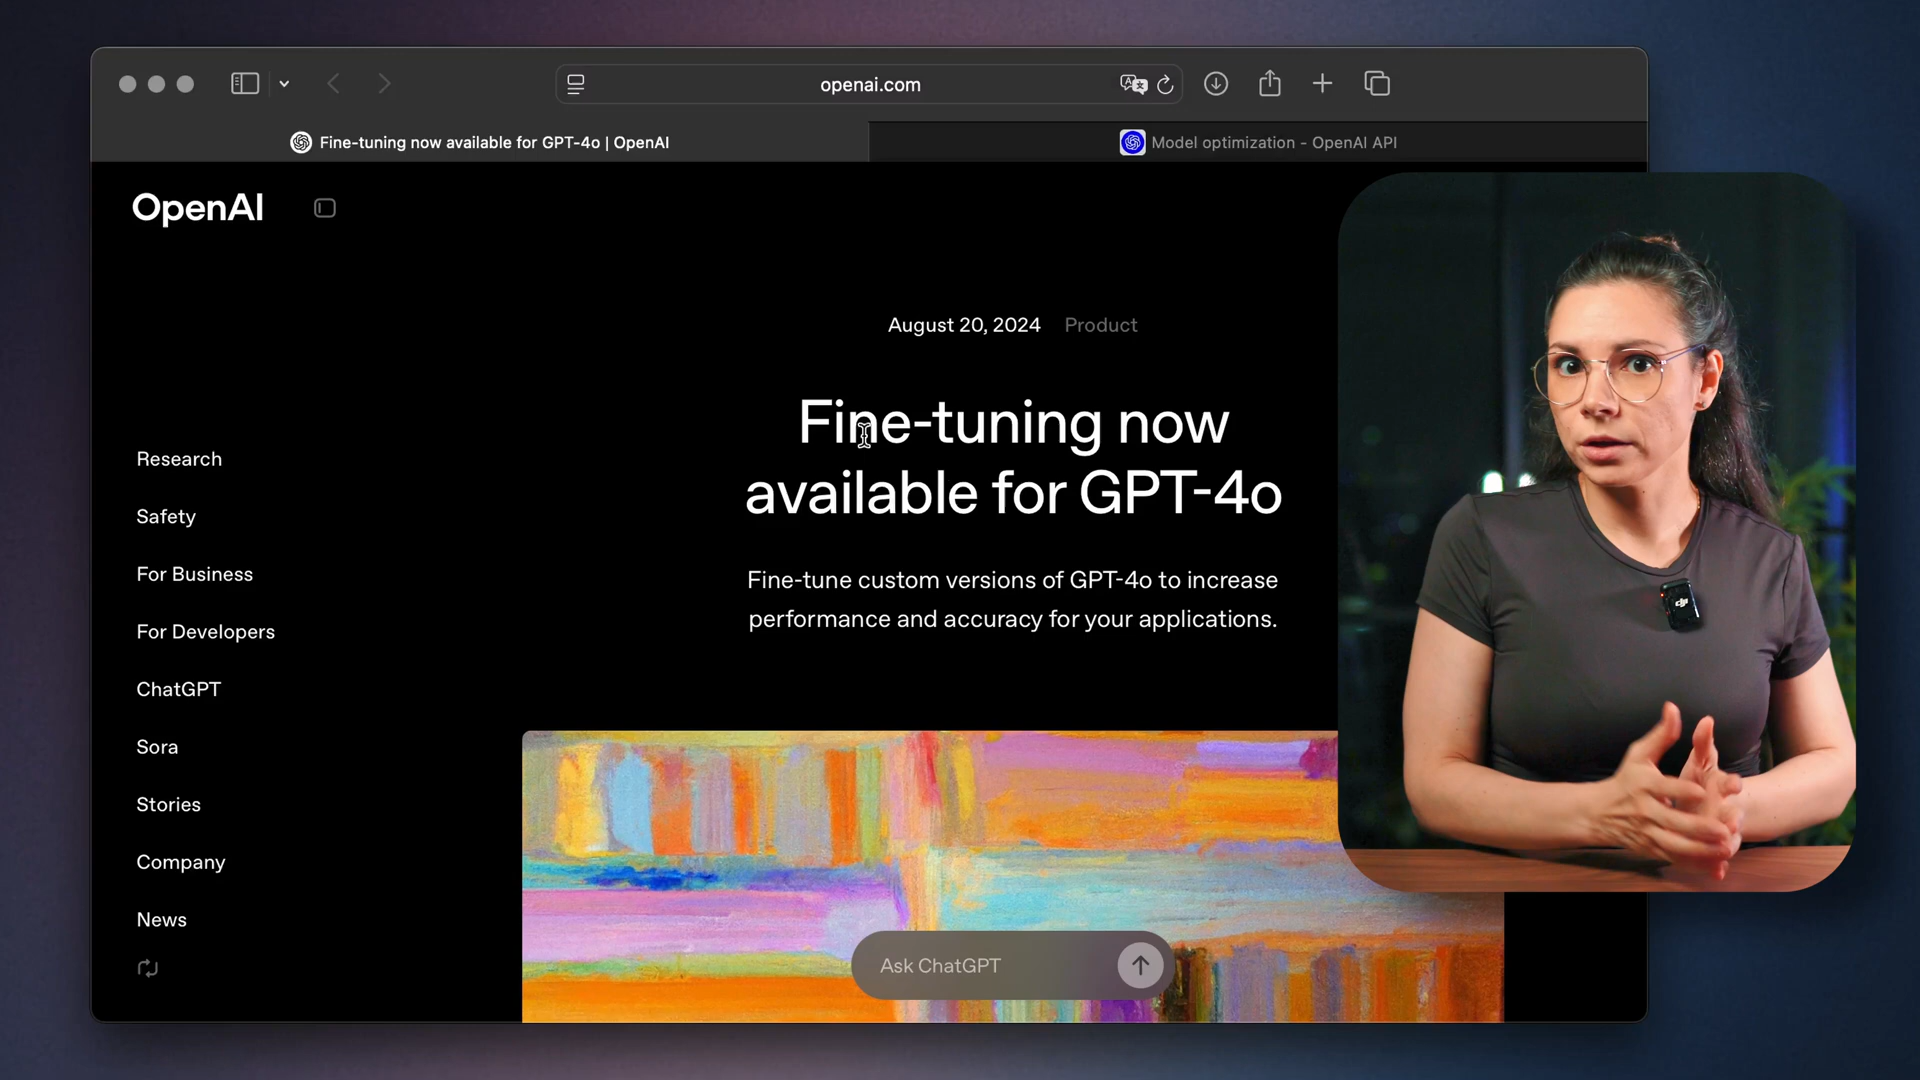 openai.com
Fine-tuning now available for GPT-4o | OpenAI
Model optimization - OpenAI API
OpenAI
August 20, 2024 Product
Fine-tuning now
available for GPT-4o
Fine-tune custom versions of GPT-4o to increase
performance and accuracy for your applications.
Research
Safety
For Business
For Developers
ChatGPT
Sora
Stories
Company
News
Ask ChatGPT
dji